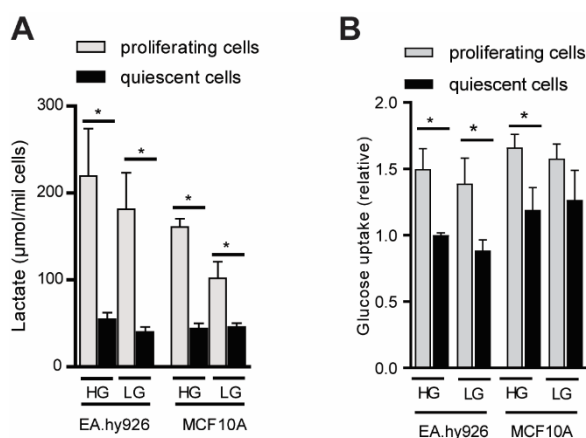 A
proliferating cells
quiescent cells
Lactate (µmol/mil cells)
300
200
100
0
*
*
*
*
HG LG HG LG
EA.hy926 MCF10A
B
proliferating cells
quiescent cells
Glucose uptake (relative)
2.0
1.5
1.0
0.5
0.0
*
*
*
HG LG HG LG
EA.hy926 MCF10A